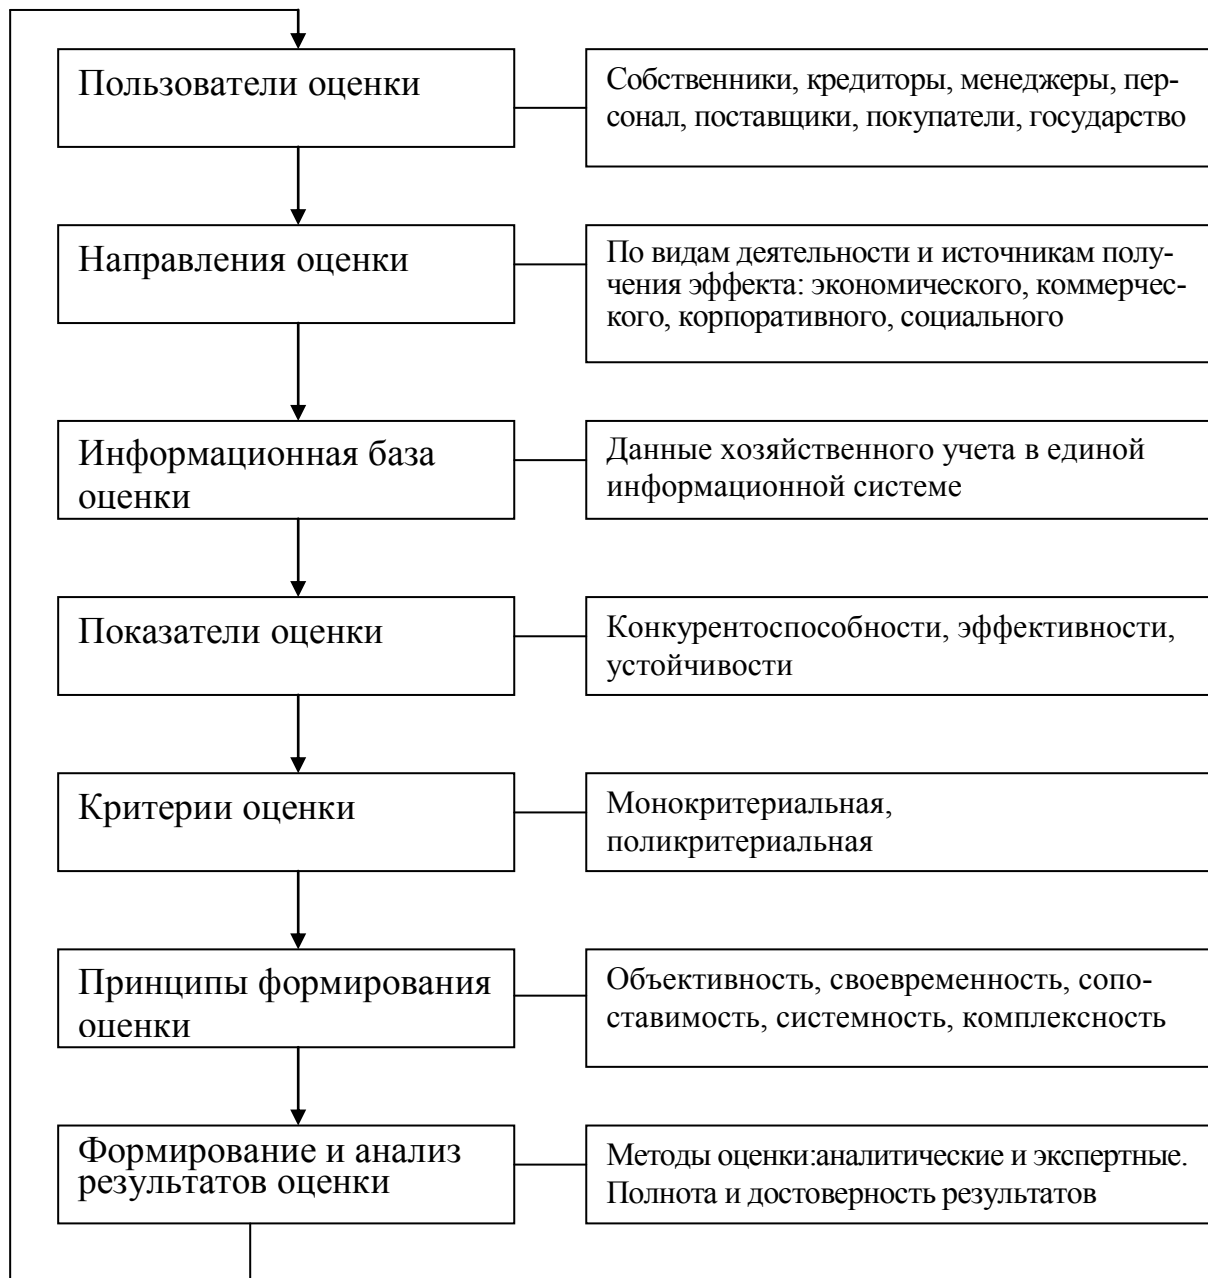 Пользователи оценки
Собственники, кредиторы, менеджеры, пер-
сонал, поставщики, покупатели, государство
Направления оценки
По видам деятельности и источникам полу-
чения эффекта: экономического, коммерчес-
кого, корпоративного, социального
Информационная база
оценки
Данные хозяйственного учета в единой
информационной системе
Показатели оценки
Конкурентоспособности, эффективности,
устойчивости
Критерии оценки
Монокритериальная,
поликритериальная
Принципы формирования
оценки
Объективность, своевременность, сопо-
ставимость, системность, комплексность
Формирование и анализ
результатов оценки
Методы оценки:аналитические и экспертные.
Полнота и достоверность результатов